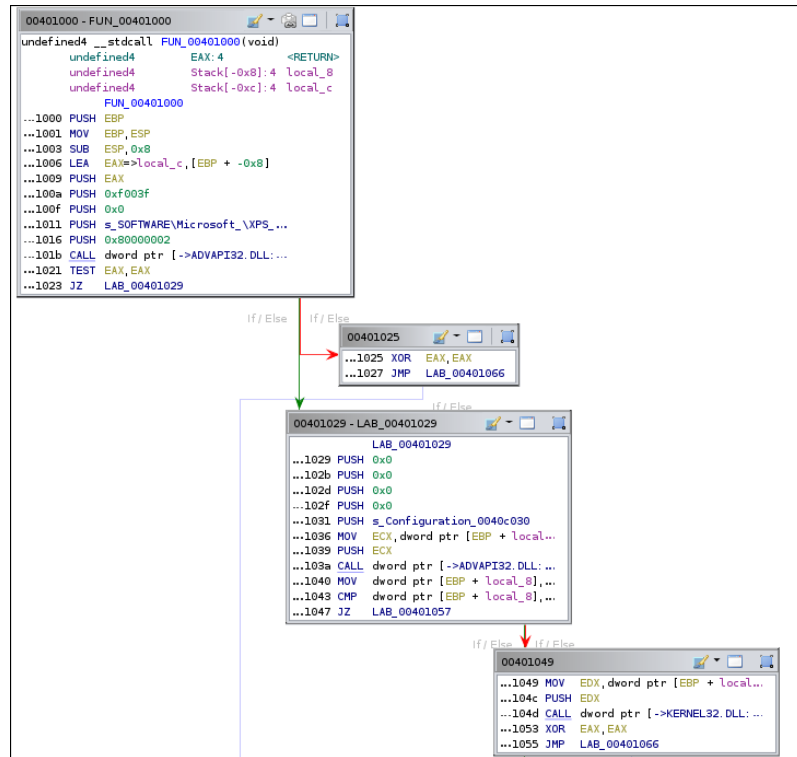 00401000 - FUN_00401000
undefined4 __stdcall FUN_00401000(void)
undefined4 EAX:4 <RETURN>
undefined4 Stack[-0x8]:4 local_8
undefined4 Stack[-0xc]:4 local_c
FUN_00401000
...1000 PUSH EBP
...1001 MOV EBP,ESP
...1003 SUB ESP,0x8
...1006 LEA EAX=>local_c,[EBP + -0x8]
...1009 PUSH EAX
...100a PUSH 0xf003f
...100f PUSH 0x0
...1011 PUSH s_SOFTWARE\Microsoft_\XPS_...
...1016 PUSH 0x80000002
...101b CALL dword ptr [->ADVAPI32.DLL:...
...1021 TEST EAX,EAX
...1023 JZ LAB_00401029
If / Else If / Else
00401025
...1025 XOR EAX,EAX
...1027 JMP LAB_00401066
If / Else
00401029 - LAB_00401029
LAB_00401029
...1029 PUSH 0x0
...102b PUSH 0x0
...102d PUSH 0x0
...102f PUSH 0x0
...1031 PUSH s_Configuration_0040c030
...1036 MOV ECX,dword ptr [EBP + local...
...1039 PUSH ECX
...103a CALL dword ptr [->ADVAPI32.DLL:...
...1040 MOV dword ptr [EBP + local_8],...
...1043 CMP dword ptr [EBP + local_8],...
...1047 JZ LAB_00401057
If / Else If / Else
00401049
...1049 MOV EDX,dword ptr [EBP + local...
...104c PUSH EDX
...104d CALL dword ptr [->KERNEL32.DLL: ...
...1053 XOR EAX,EAX
...1055 JMP LAB_00401066